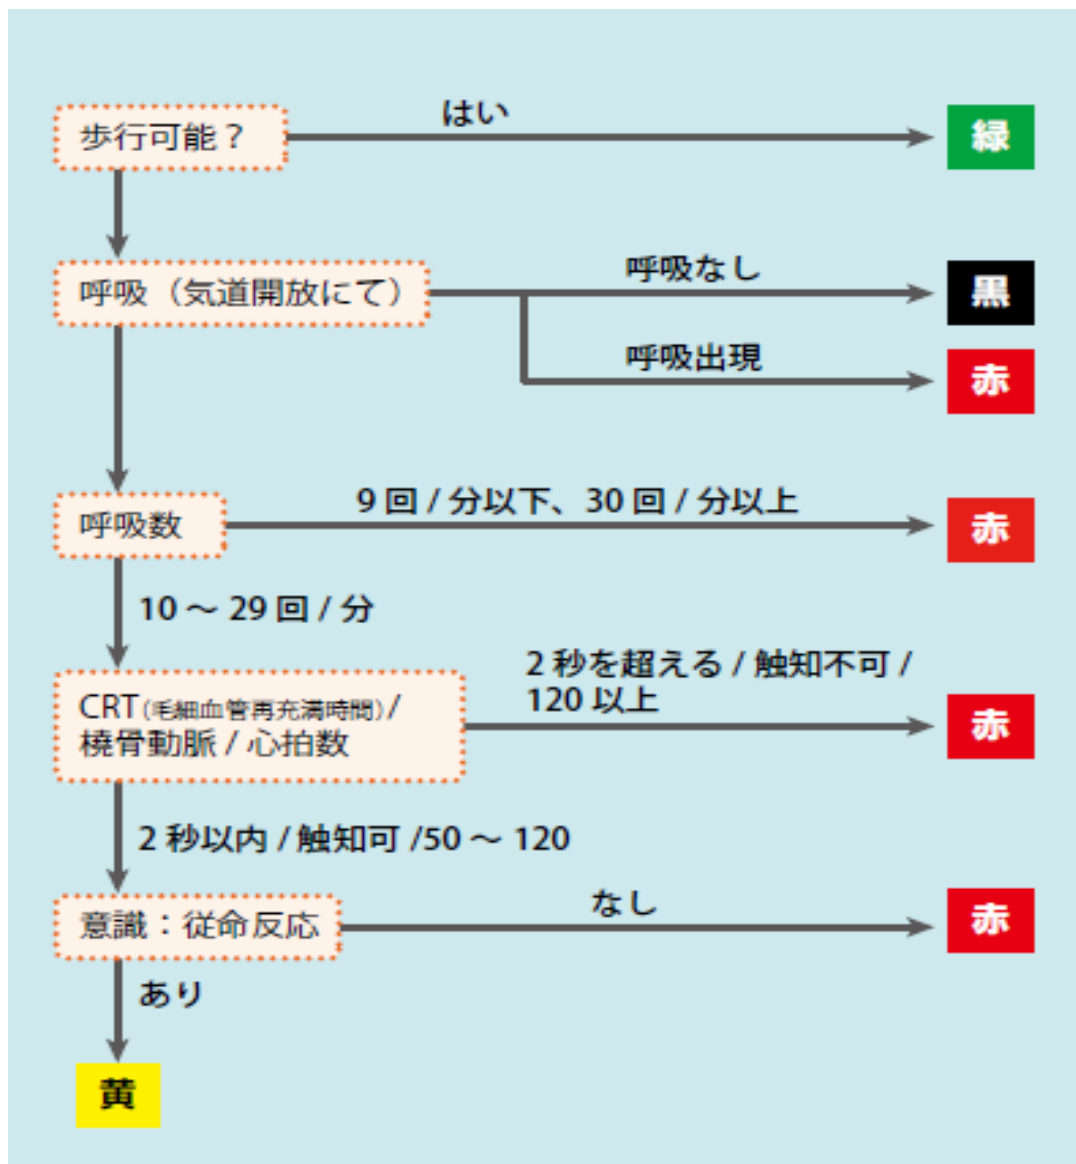 歩行可能？
はい
緑
呼吸（気道開放にて）
呼吸なし
黒
呼吸出現
赤
呼吸数
9 回 / 分以下、30 回 / 分以上
赤
10 ～ 29 回 / 分
CRT（毛細血管再充満時間）/
橈骨動脈 / 心拍数
2 秒を超える / 触知不可 /
120 以上
赤
2 秒以内 / 触知可 /50 ～ 120
意識：従命反応
なし
赤
あり
黄